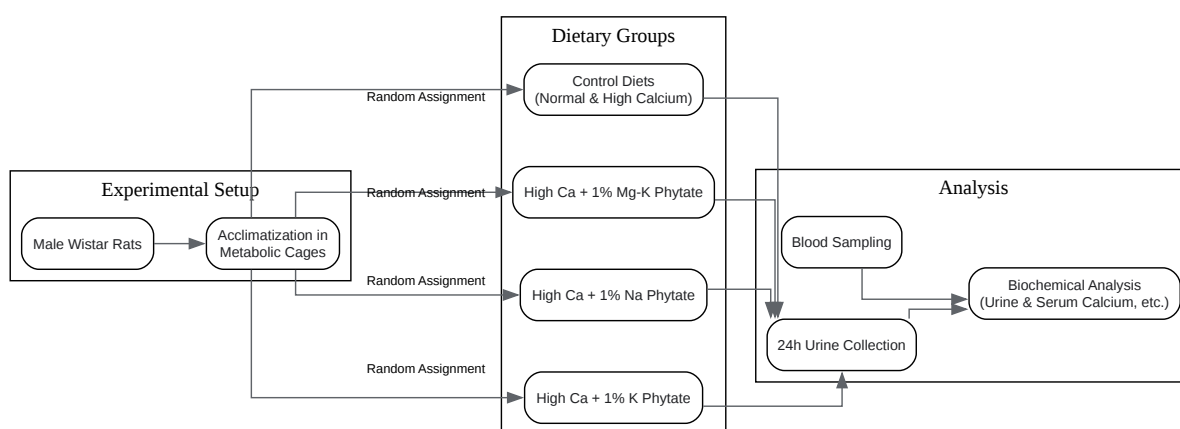 Dietary Groups
Control Diets
(Normal & High Calcium)
Random Assignment
Experimental Setup
Random Assignment
High Ca + 1% Mg-K Phytate
Analysis
Male Wistar Rats
Acclimatization in
Metabolic Cages
Blood Sampling
Random Assignment
High Ca + 1% Na Phytate
Biochemical Analysis
(Urine & Serum Calcium, etc.)
24h Urine Collection
Random Assignment
High Ca + 1% K Phytate